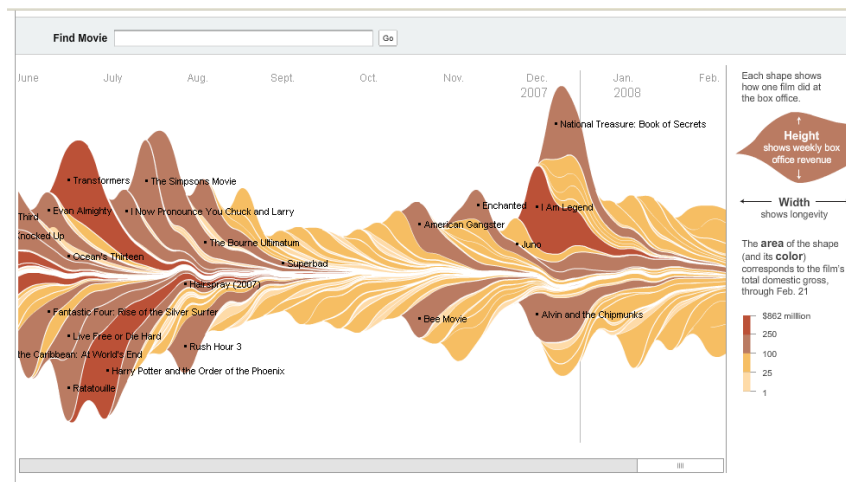 Find Movie
Go
June July Aug. Sept. Oct. Nov. Dec. Jan. Feb.
2007 2008
Each shape shows
how one film did at
the box office.
Height
shows weekly box
office revenue
Width
shows longevity
The area of the shape
(and its color)
corresponds to the film's
total domestic gross,
through Feb. 21
$862 million
250
100
25
1
National Treasure: Book of Secrets
Transformers
The Simpsons Movie
Third
Evan Almighty
I Now Pronounce You Chuck and Larry
Enchanted
I Am Legend
American Gangster
Knocked Up
The Bourne Ultimatum
Juno
Ocean's Thirteen
Superbad
Hairspray (2007)
Fantastic Four: Rise of the Silver Surfer
Bee Movie
Alvin and the Chipmunks
Live Free or Die Hard
Rush Hour 3
the Caribbean: At World's End
Harry Potter and the Order of the Phoenix
Ratatouille